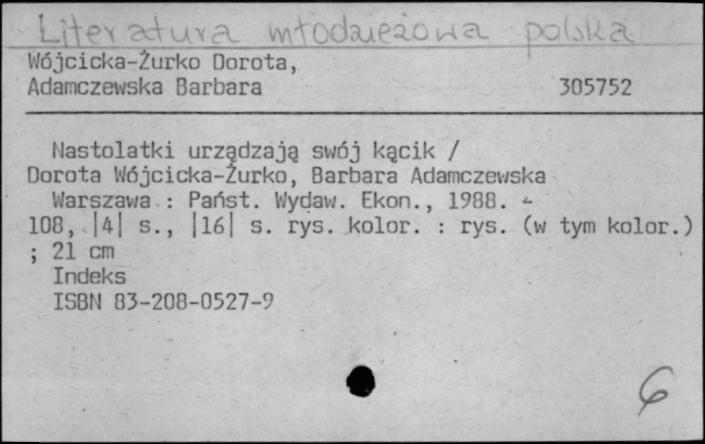 Literatura młodzieżowa polska
Wójcicka-Żurko Dorota,
Adamczewska Barbara 305752
Nastolatki urządzają swój kącik /
Dorota Wójcicka-Żurko, Barbara Adamczewska
Warszawa : Państ. Wydaw. Ekon., 1988. -
108, |4| s., |16| s. rys. kolor. : rys. (w tym kolor.)
; 21 cm
Indeks
ISBN 83-208-0527-9
6